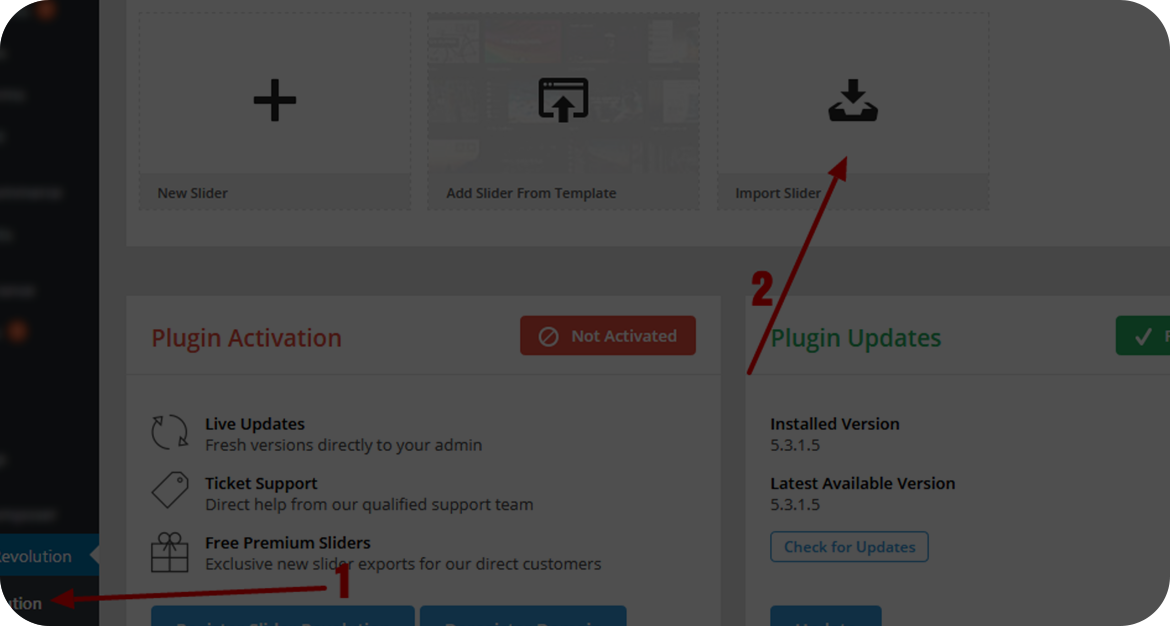 New Slider
Add Slider From Template
Import Slider
2
Plugin Activation
Not Activated
Plugin Updates
Live Updates
Fresh versions directly to your admin
Ticket Support
Direct help from our qualified support team
Free Premium Sliders
Exclusive new slider exports for our direct customers
Installed Version
5.3.1.5
Latest Available Version
5.3.1.5
Check for Updates
evolution
1
ution